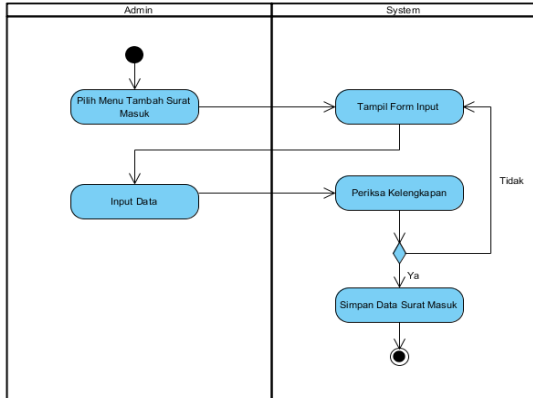 Admin
System
Pilih Menu Tambah Surat
Masuk
Tampil Form Input
Input Data
Periksa Kelengkapan
Tidak
Ya
Simpan Data Surat Masuk